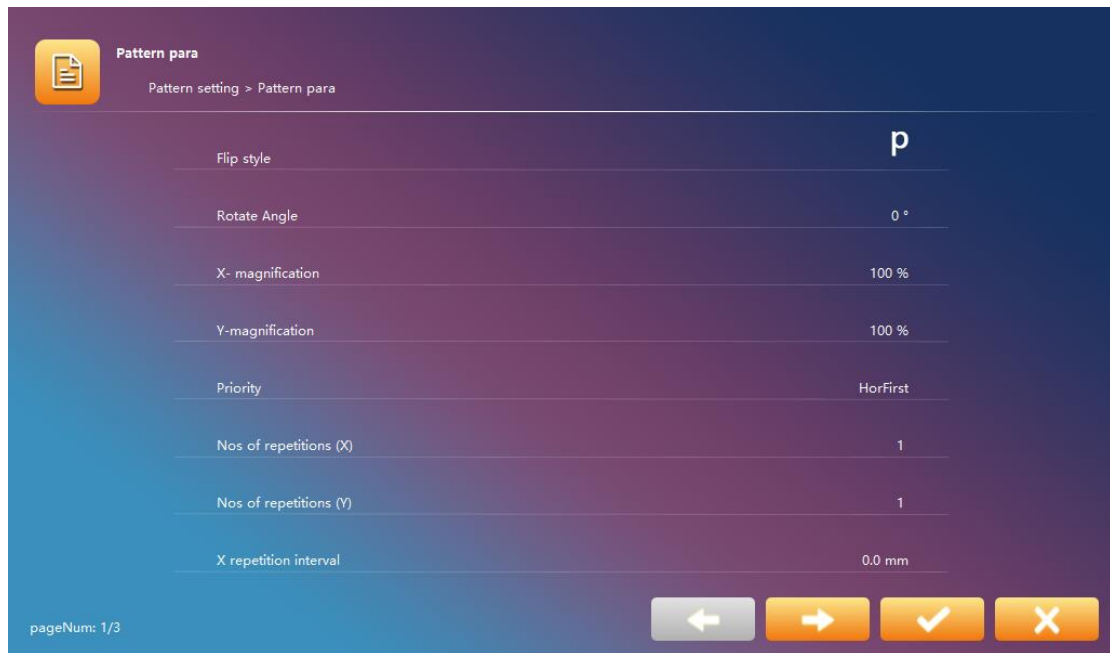 Pattern para
Pattern setting > Pattern para
Flip style p
Rotate Angle 0 °
X- magnification 100 %
Y-magnification 100 %
Priority HorFirst
Nos of repetitions (X) 1
Nos of repetitions (Y) 1
X repetition interval 0.0 mm
pageNum: 1/3